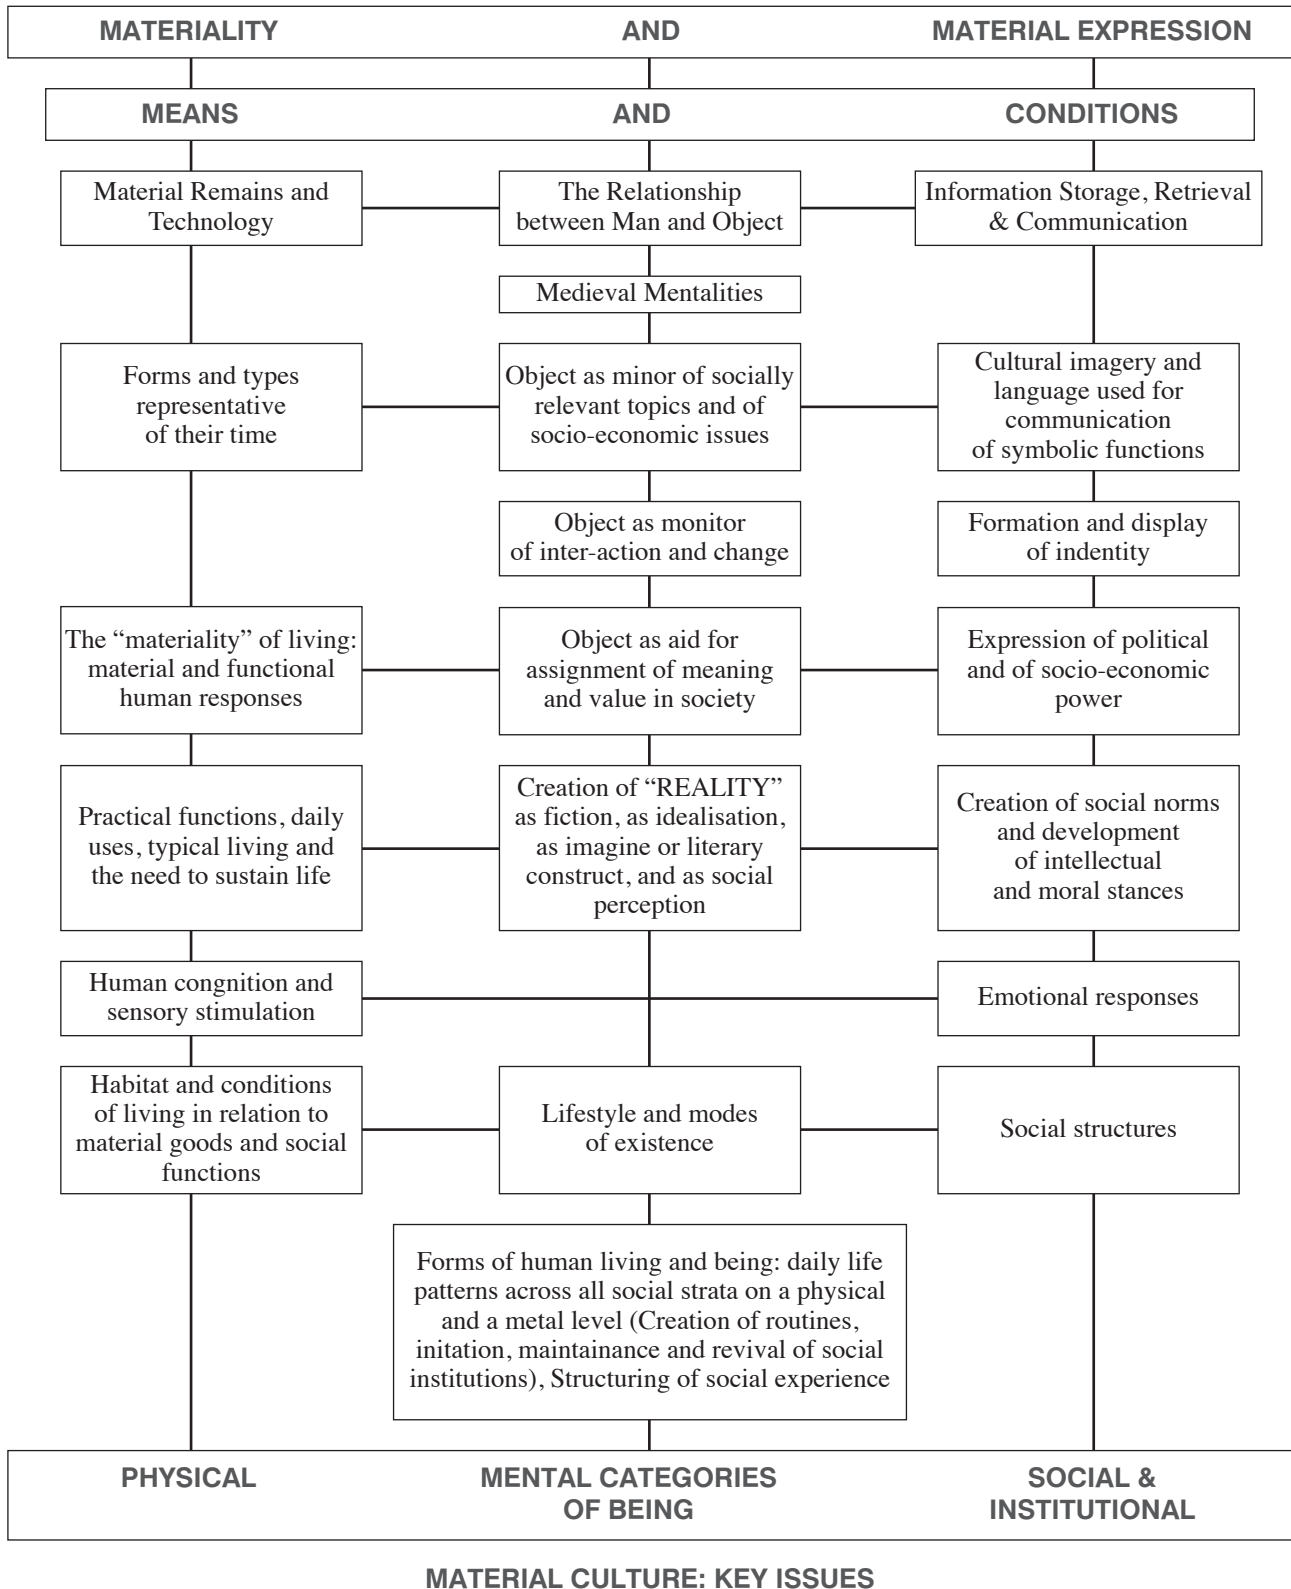 MATERIALITY AND MATERIAL EXPRESSION
MEANS AND CONDITIONS
Material Remains and
Technology
The Relationship
between Man and Object
Information Storage, Retrieval
& Communication
Medieval Mentalities
Forms and types
representative
of their time
Object as minor of socially
relevant topics and of
socio-economic issues
Cultural imagery and
language used for
communication
of symbolic functions
Object as monitor
of inter-action and change
Formation and display
of indentity
The “materiality” of living:
material and functional
human responses
Object as aid for
assignment of meaning
and value in society
Expression of political
and of socio-economic
power
Practical functions, daily
uses, typical living and
the need to sustain life
Creation of “REALITY”
as fiction, as idealisation,
as imagine or literary
construct, and as social
perception
Creation of social norms
and development
of intellectual
and moral stances
Human congnition and
sensory stimulation
Emotional responses
Habitat and conditions
of living in relation to
material goods and social
functions
Lifestyle and modes
of existence
Social structures
Forms of human living and being: daily life
patterns across all social strata on a physical
and a metal level (Creation of routines,
initation, maintainance and revival of social
institutions), Structuring of social experience
PHYSICAL
MENTAL CATEGORIES
OF BEING
SOCIAL &
INSTITUTIONAL
MATERIAL CULTURE: KEY ISSUES